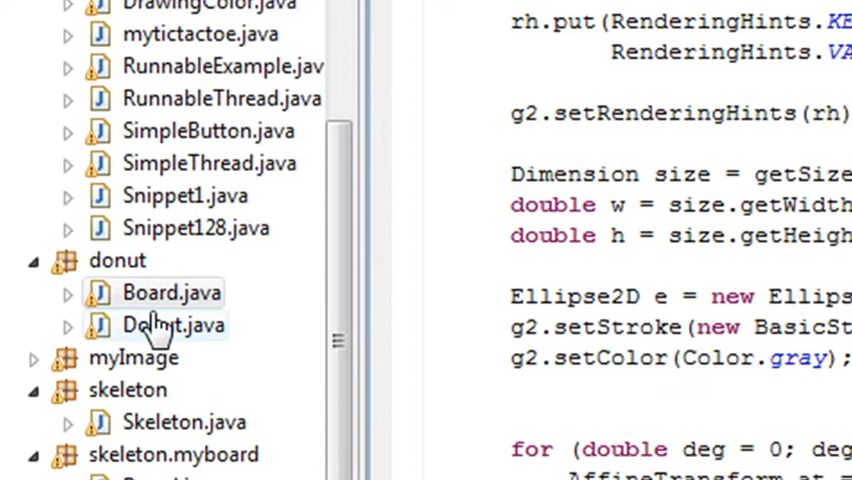 DrawingColor.java
mytictactoe.java
RunnableExample.jav
RunnableThread.java
SimpleButton.java
SimpleThread.java
Snippet1.java
Snippet128.java
donut
Board.java
Donut.java
myImage
skeleton
Skeleton.java
skeleton.myboard
rh.put(RenderingHints.KE
RenderingHints.VA
g2.setRenderingHints(rh)
Dimension size = getSize
double w = size.getWidth
double h = size.getHeigh
Ellipse2D e = new Ellips
g2.setStroke(new BasicSt
g2.setColor(Color.gray);
for (double deg = 0; deg
AffineTransform at =